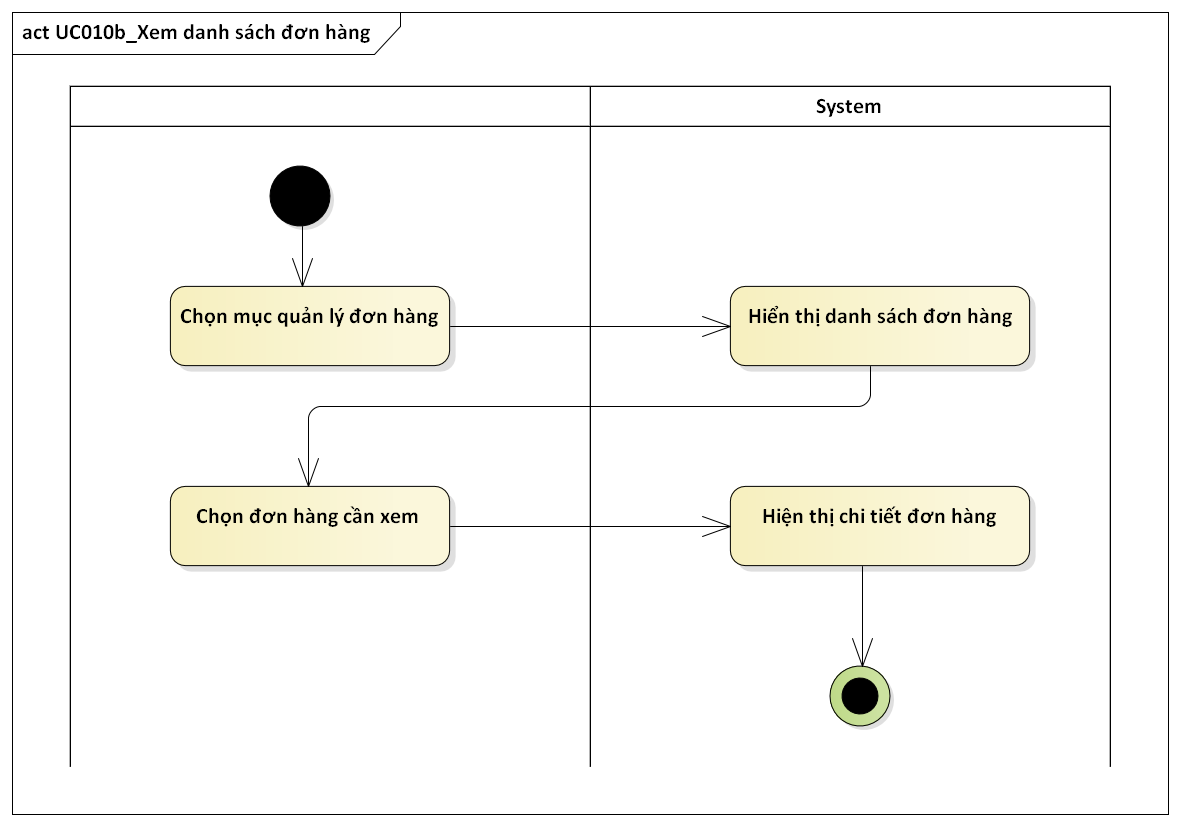 act UC010b_Xem danh sách đơn hàng
System
Chọn mục quản lý đơn hàng
Hiển thị danh sách đơn hàng
Chọn đơn hàng cần xem
Hiện thị chi tiết đơn hàng